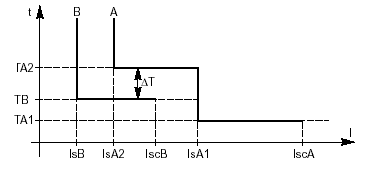 t B A
TA2
ΔT
TB
TA1
I
IsB IsA2 IscB IsA1 IscA